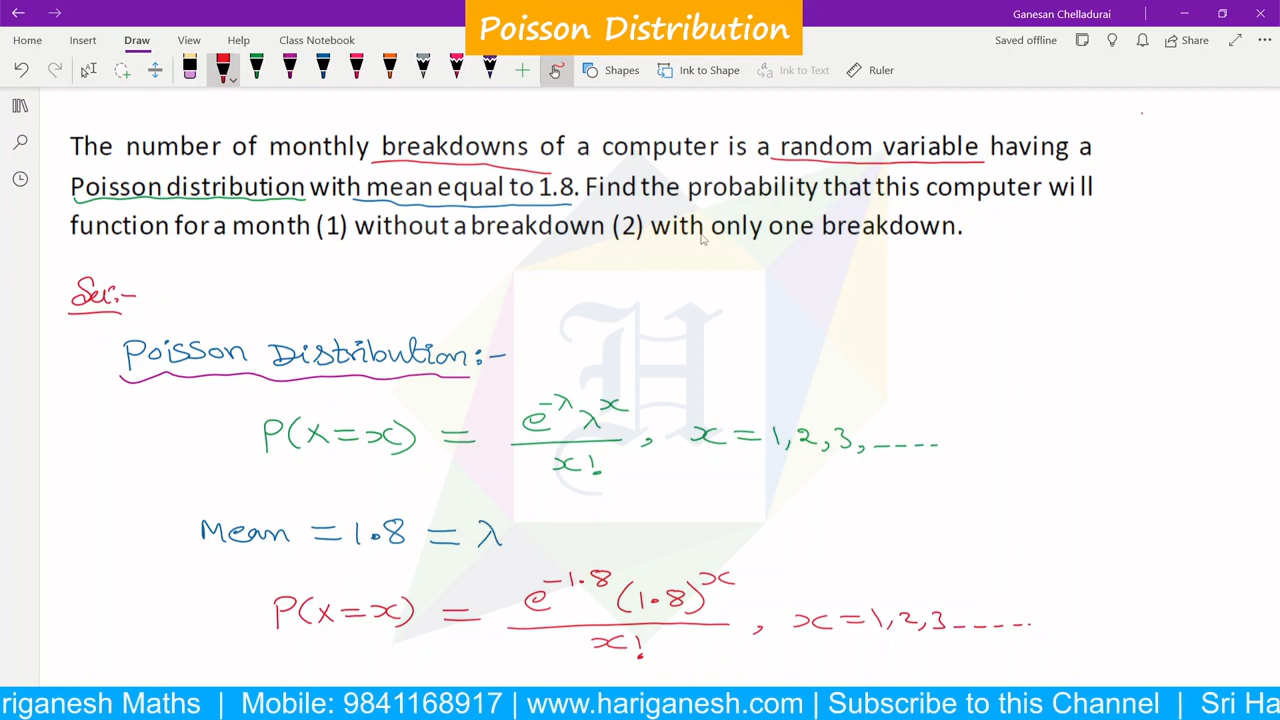 Poisson Distribution
Ganesan Chelladurai
Home Insert Draw View Help Class Notebook
Saved offline Share
Shapes Ink to Shape Ink to Text Ruler
The number of monthly breakdowns of a computer is a random variable having a
Poisson distribution with mean equal to 1.8. Find the probability that this computer will
function for a month (1) without a breakdown (2) with only one breakdown.
Sol:-
Poisson Distribution:-
P(X=x) = e^{-λ} λ^x / x! , x = 1,2,3,----
Mean = 1.8 = λ
P(X=x) = e^{-1.8} (1.8)^x / x! , x = 1,2,3-----
H
riganesh Maths | Mobile: 9841168917 | www.hariganesh.com | Subscribe to this Channel | Sri Ha